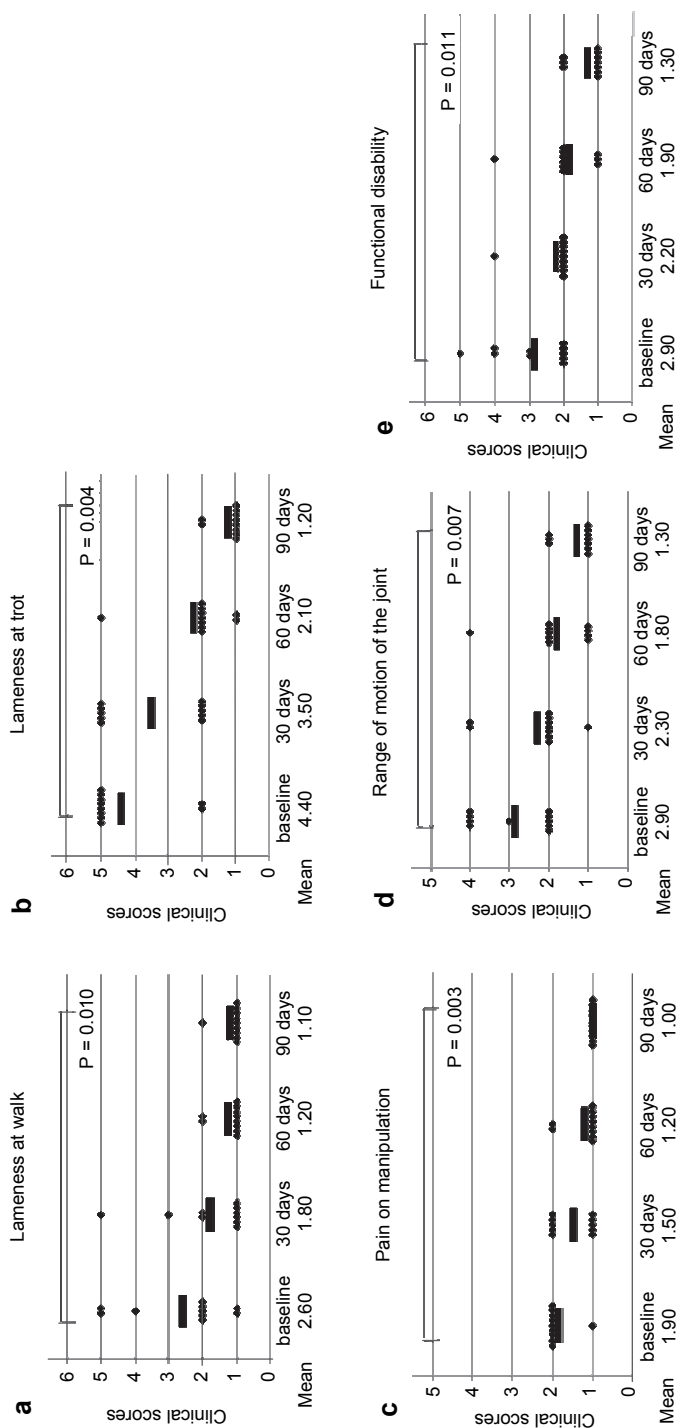 a
Lameness at walk
P = 0.010
6
5
4
3
2
1
0
Clinical scores
baseline 30 days 60 days 90 days
Mean 2.60 1.80 1.20 1.10
b
Lameness at trot
P = 0.004
6
5
4
3
2
1
0
Clinical scores
baseline 30 days 60 days 90 days
Mean 4.40 3.50 2.10 1.20
c
Pain on manipulation
P = 0.003
5
4
3
2
1
0
Clinical scores
baseline 30 days 60 days 90 days
Mean 1.90 1.50 1.20 1.00
d
Range of motion of the joint
P = 0.007
5
4
3
2
1
0
Clinical scores
baseline 30 days 60 days 90 days
Mean 2.90 2.30 1.80 1.30
e
Functional disability
P = 0.011
6
5
4
3
2
1
0
Clinical scores
baseline 30 days 60 days 90 days
Mean 2.90 2.20 1.90 1.30